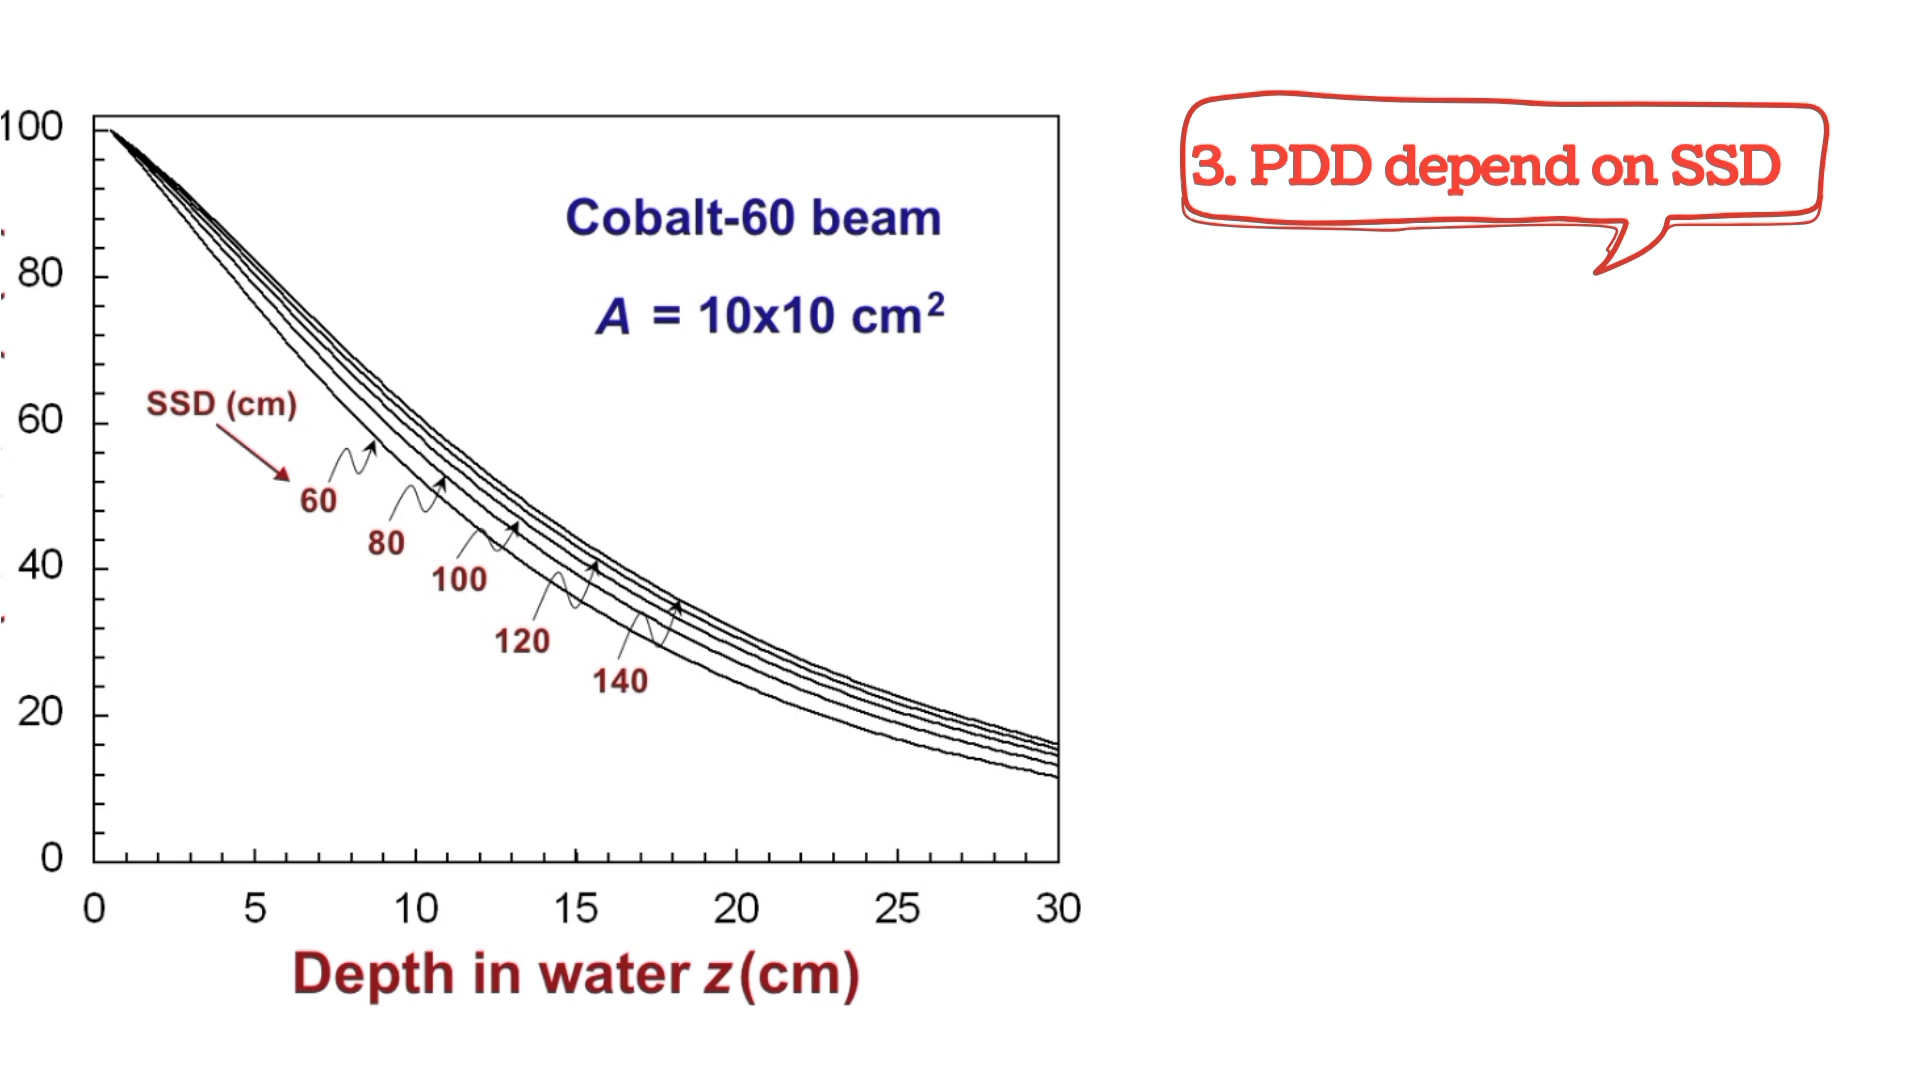 3. PDD depend on SSD
Cobalt-60 beam
A = 10x10 cm²
SSD (cm)
60
80
100
120
140
100
80
60
40
20
0
0 5 10 15 20 25 30
Depth in water z (cm)